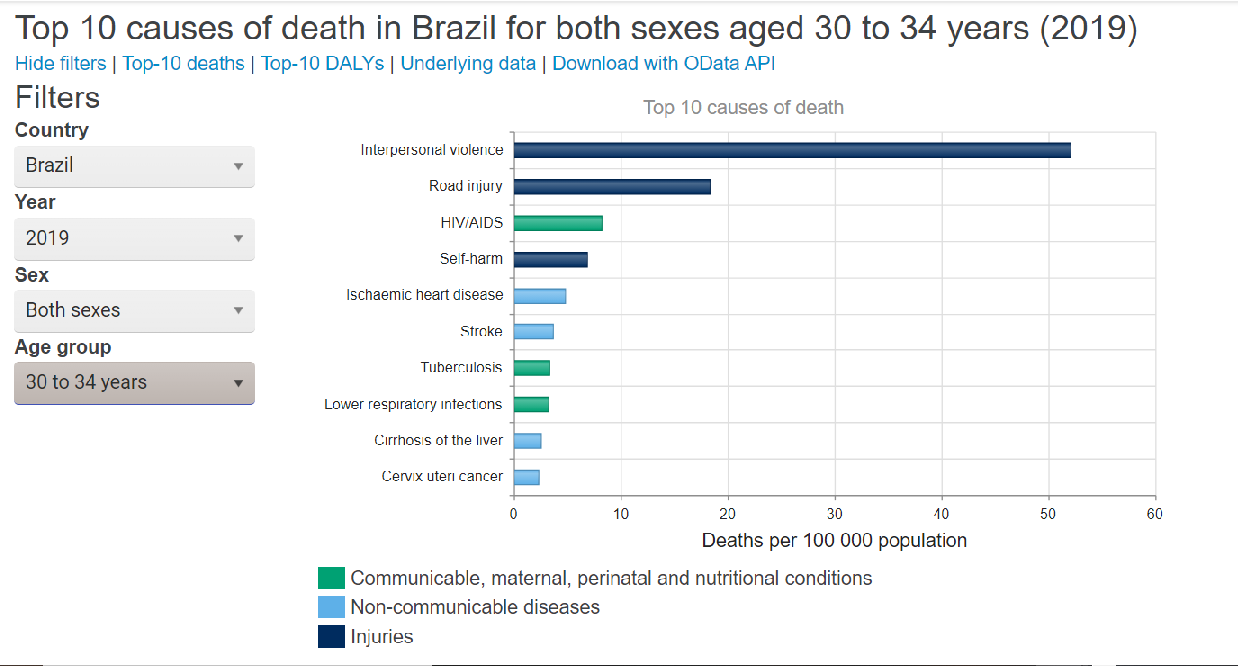 Top 10 causes of death in Brazil for both sexes aged 30 to 34 years (2019)
Hide filters | Top-10 deaths | Top-10 DALYs | Underlying data | Download with OData API
Filters
Country
Brazil
Year
2019
Sex
Both sexes
Age group
30 to 34 years
Top 10 causes of death
Interpersonal violence
Road injury
HIV/AIDS
Self-harm
Ischaemic heart disease
Stroke
Tuberculosis
Lower respiratory infections
Cirrhosis of the liver
Cervix uteri cancer
0 10 20 30 40 50 60
Deaths per 100 000 population
Communicable, maternal, perinatal and nutritional conditions
Non-communicable diseases
Injuries